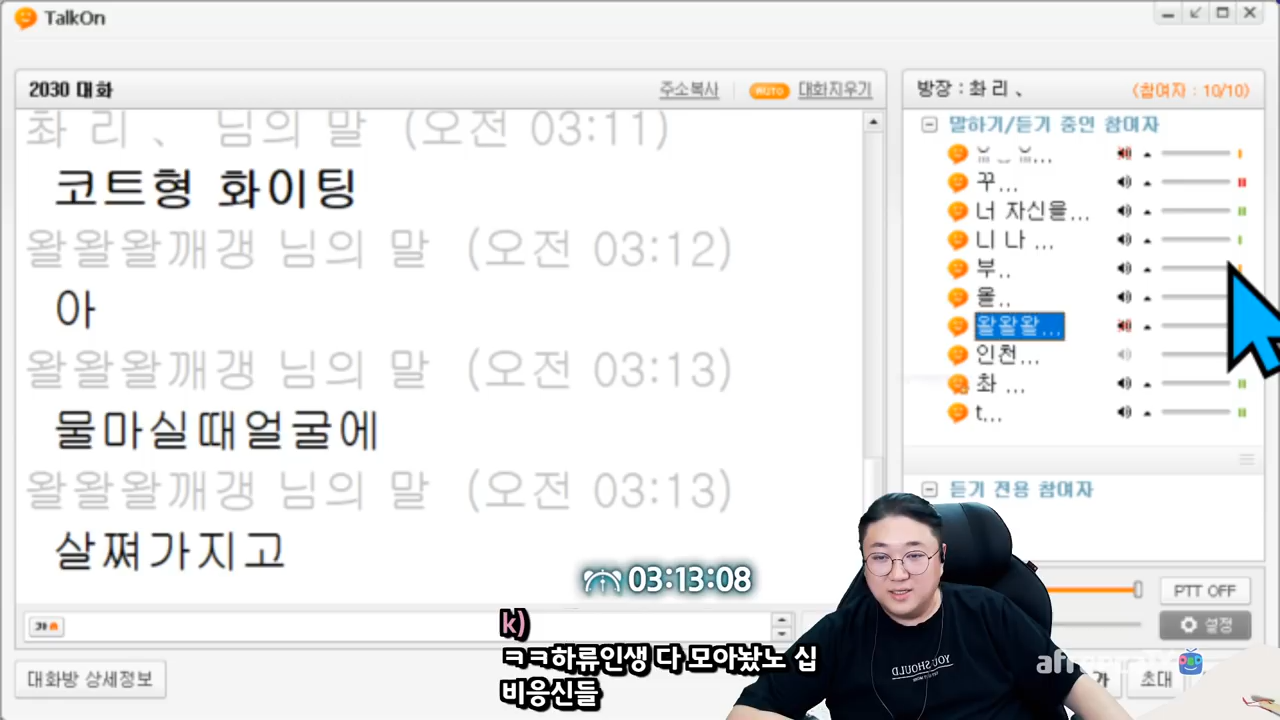 TalkOn
2030 대화
주소복사
AUTO
대화지우기
화 리 、 님의 말 (오전 03:11)
코트형 화이팅
왈왈왈깨갱 님의 말 (오전 03:12)
아
왈왈왈깨갱 님의 말 (오전 03:13)
물마실때얼굴에
왈왈왈깨갱 님의 말 (오전 03:13)
살쪄가지고
가
대화방 상세정보
방장 : 화 리 、
(참여자 : 10/10)
말하기/듣기 중인 참여자
꾸...
너 자신을...
니 나 ...
부..
올..
왈왈왈...
인천...
화 ...
t...
듣기 전용 참여자
PTT OFF
설정
초대
03:13:08
k)
ㅋㅋ하류인생 다 모아놨노 십
비응신들
YOU SHOULD